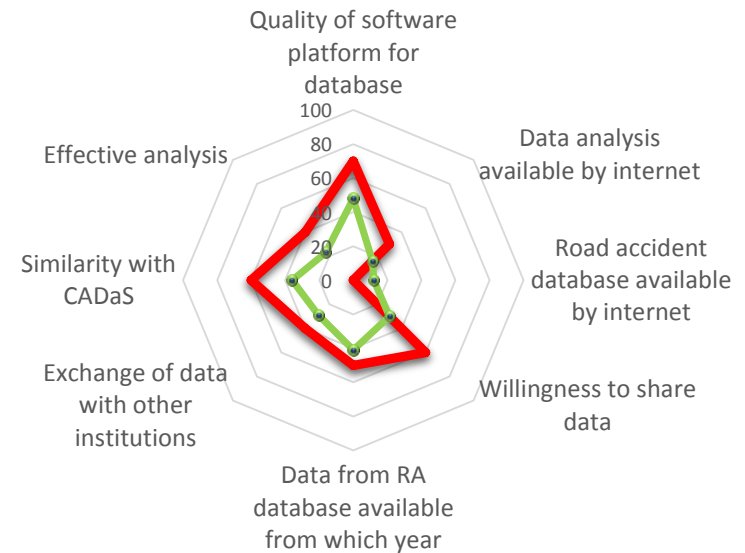 Quality of software
platform for
database
100
80
60
40
20
0
Data analysis
available by internet
Road accident
database available
by internet
Willingness to share
data
Data from RA
database available
from which year
Exchange of data
with other
institutions
Similarity with
CADaS
Effective analysis